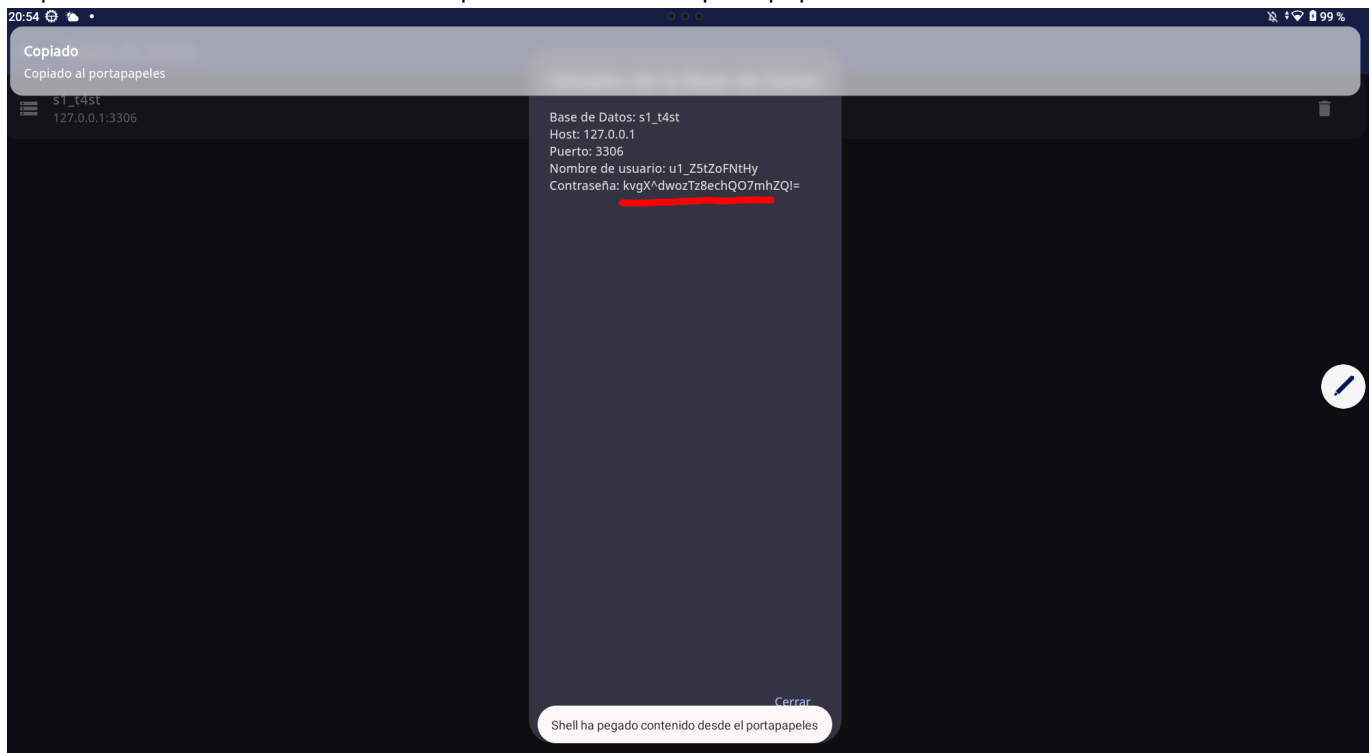 20:54
99 %
Copiado
Copiado al portapapeles
s1_t4st
127.0.0.1:3306
Base de Datos: s1_t4st
Host: 127.0.0.1
Puerto: 3306
Nombre de usuario: u1_Z5tZoFNtHy
Contraseña: kvgX^dwozTz8echQO7mhZQ!=
Cerrar
Shell ha pegado contenido desde el portapapeles